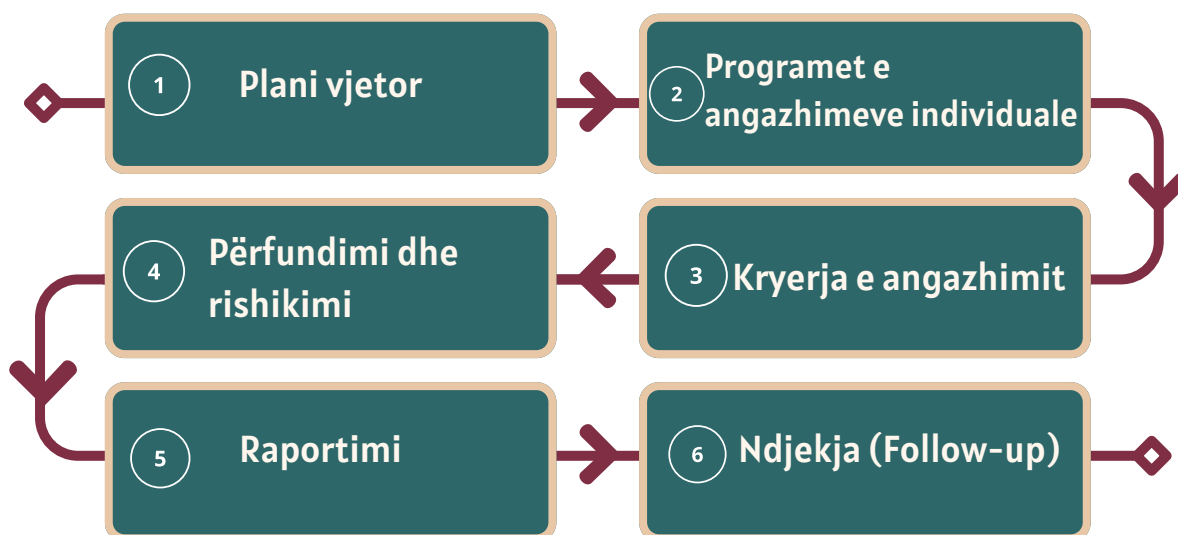 1
Plani vjetor
2
Programet e
angazhimeve individuale
3
Kryerja e angazhimit
4
Përfundimi dhe
rishikimi
5
Raportimi
6
Ndjekja (Follow-up)